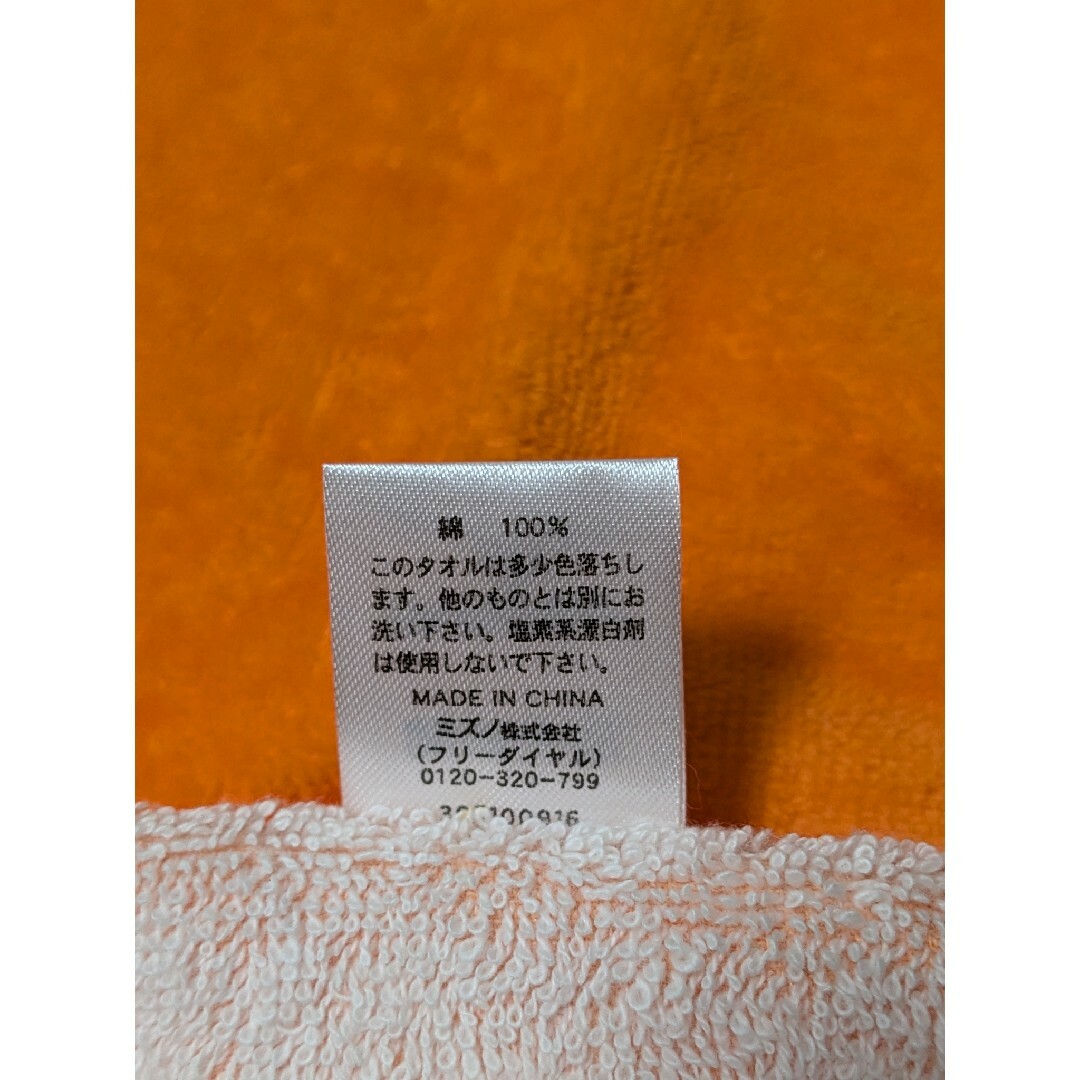 綿 100%
このタオルは多少色落ちし
ます。他のものとは別にお
洗い下さい。塩素系漂白剤
は使用しないで下さい。
MADE IN CHINA
ミズノ株式会社
(フリーダイヤル)
0120-320-799